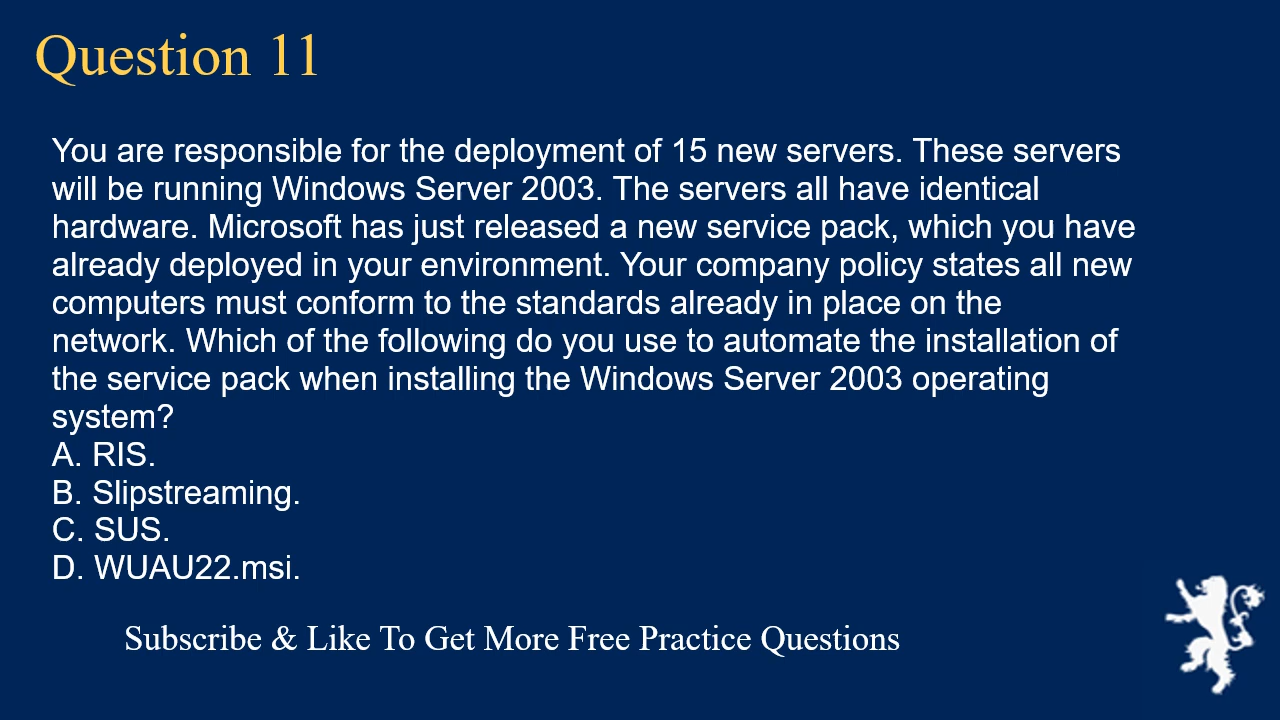 Question 11
You are responsible for the deployment of 15 new servers. These servers
will be running Windows Server 2003. The servers all have identical
hardware. Microsoft has just released a new service pack, which you have
already deployed in your environment. Your company policy states all new
computers must conform to the standards already in place on the
network. Which of the following do you use to automate the installation of
the service pack when installing the Windows Server 2003 operating
system?
A. RIS.
B. Slipstreaming.
C. SUS.
D. WUAU22.msi.
Subscribe & Like To Get More Free Practice Questions